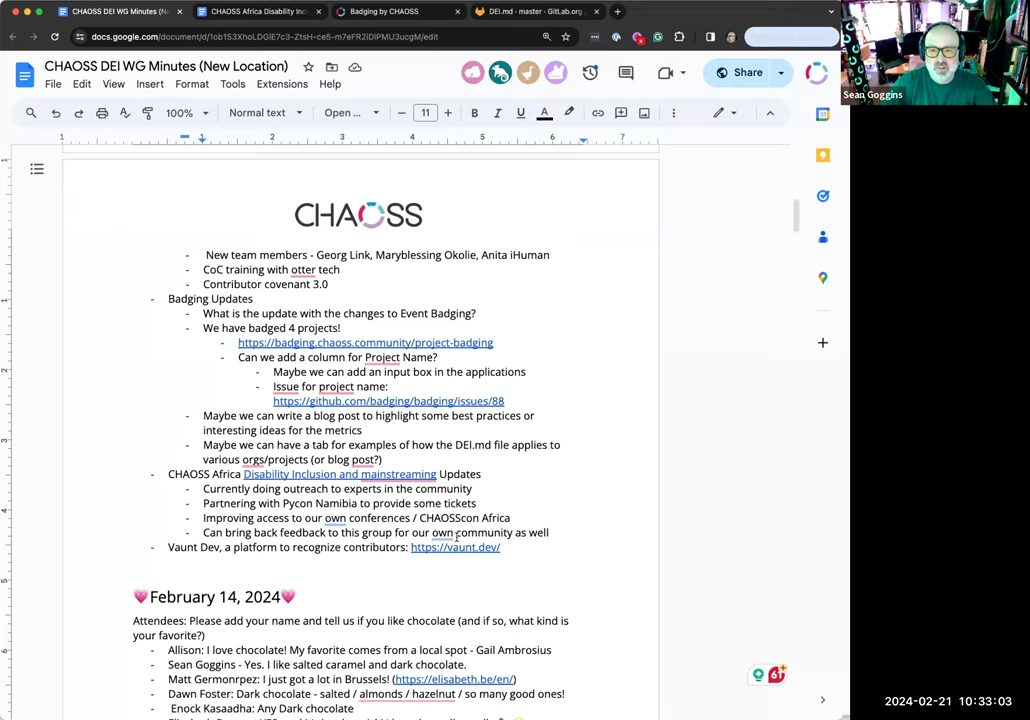 CHAOSS DEI WG Minutes (N
CHAOSS Africa Disability Incl
Badging by CHAOSS
DEI.md · master · GitLab.org
docs.google.com/document/d/1ob1S3XhoLDGlE7c3-ZtsH-ce5-m7eFR2iDlPMU3ucgM/edit
CHAOSS DEI WG Minutes (New Location)
File Edit View Insert Format Tools Extensions Help
Share
Sean Goggins
100% Normal text Open ... 11
1 1 2 3 4 5 6 7
CHAOSS
- New team members - Georg Link, Maryblessing Okolie, Anita iHuman
- CoC training with otter tech
- Contributor covenant 3.0
- Badging Updates
- What is the update with the changes to Event Badging?
- We have badged 4 projects!
- https://badging.chaoss.community/project-badging
- Can we add a column for Project Name?
- Maybe we can add an input box in the applications
- Issue for project name:
https://github.com/badging/badging/issues/88
- Maybe we can write a blog post to highlight some best practices or
interesting ideas for the metrics
- Maybe we can have a tab for examples of how the DEI.md file applies to
various orgs/projects (or blog post?)
- CHAOSS Africa Disability Inclusion and mainstreaming Updates
- Currently doing outreach to experts in the community
- Partnering with Pycon Namibia to provide some tickets
- Improving access to our own conferences / CHAOSScon Africa
- Can bring back feedback to this group for our own community as well
- Vaunt Dev, a platform to recognize contributors: https://vaunt.dev/
💗February 14, 2024💗
Attendees: Please add your name and tell us if you like chocolate (and if so, what kind is
your favorite?)
- Allison: I love chocolate! My favorite comes from a local spot - Gail Ambrosius
- Sean Goggins - Yes. I like salted caramel and dark chocolate.
- Matt Germonrpez: I just got a lot in Brussels! (https://elisabeth.be/en/)
- Dawn Foster: Dark chocolate - salted / almonds / hazelnut / so many good ones!
- Enock Kasaadha: Any Dark chocolate
61
2024-02-21 10:33:03